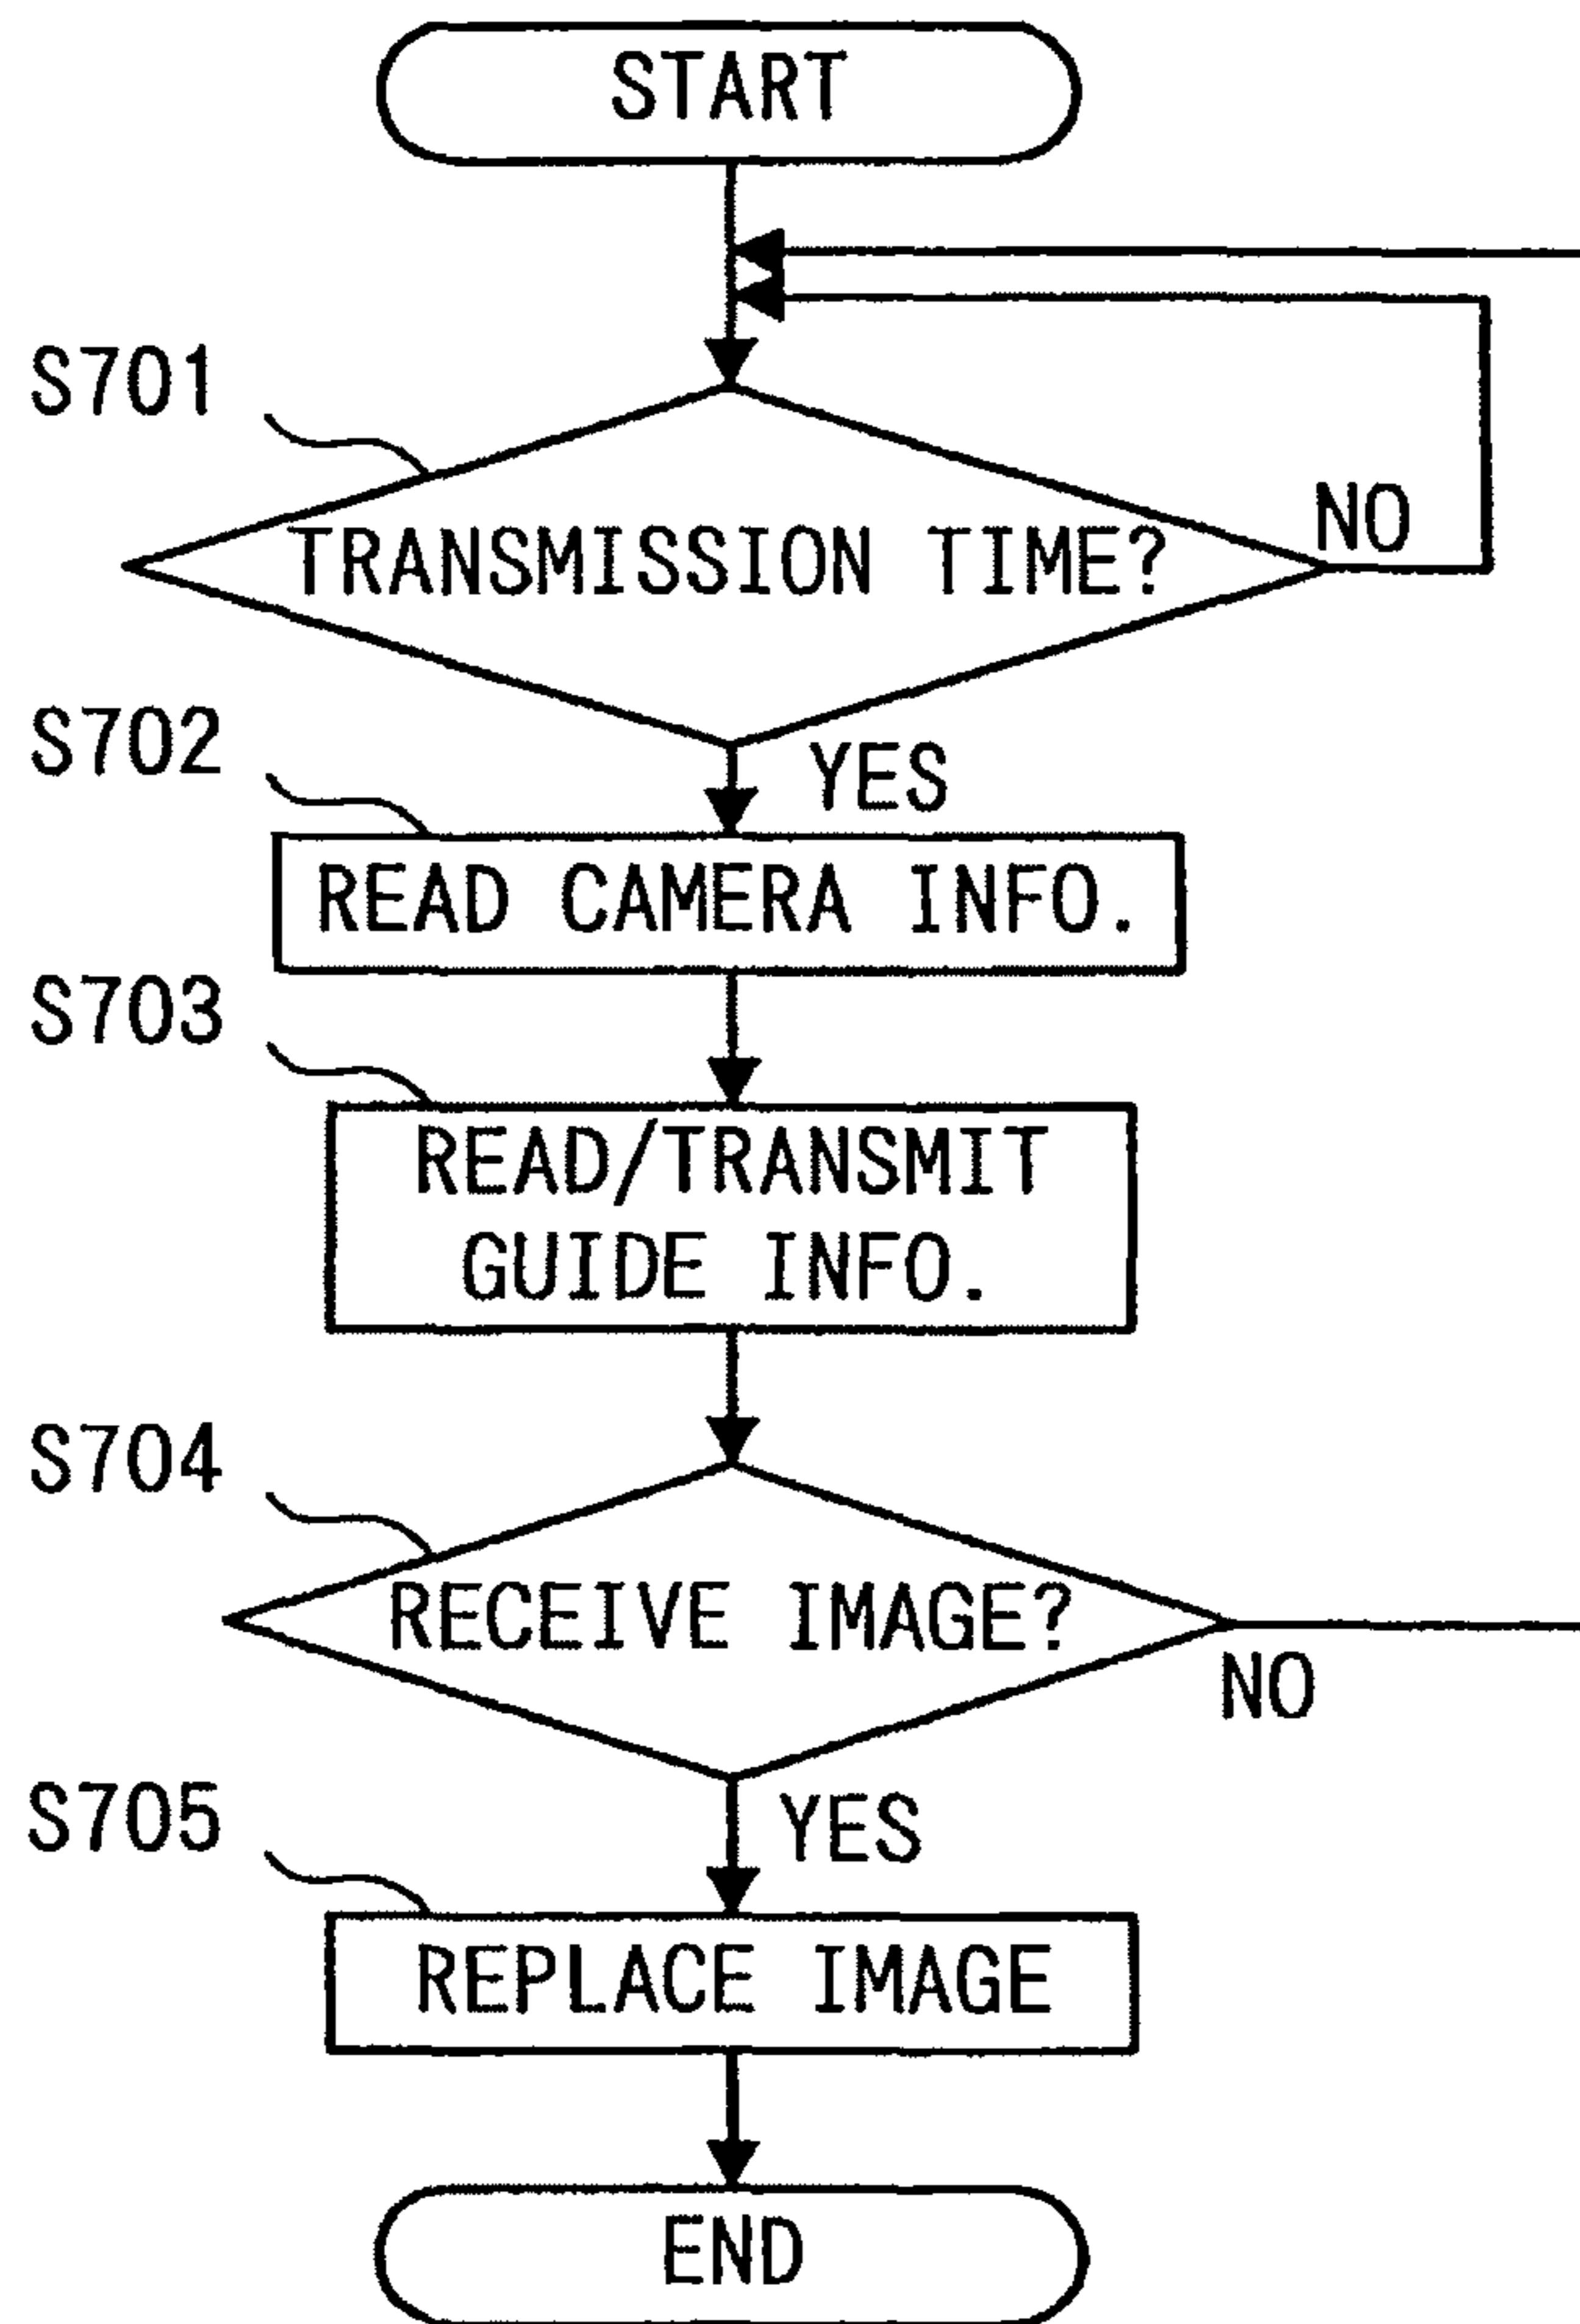 START
S701
TRANSMISSION TIME?
NO
S702
YES
READ CAMERA INFO.
S703
READ/TRANSMIT
GUIDE INFO.
S704
RECEIVE IMAGE?
NO
S705
YES
REPLACE IMAGE
END